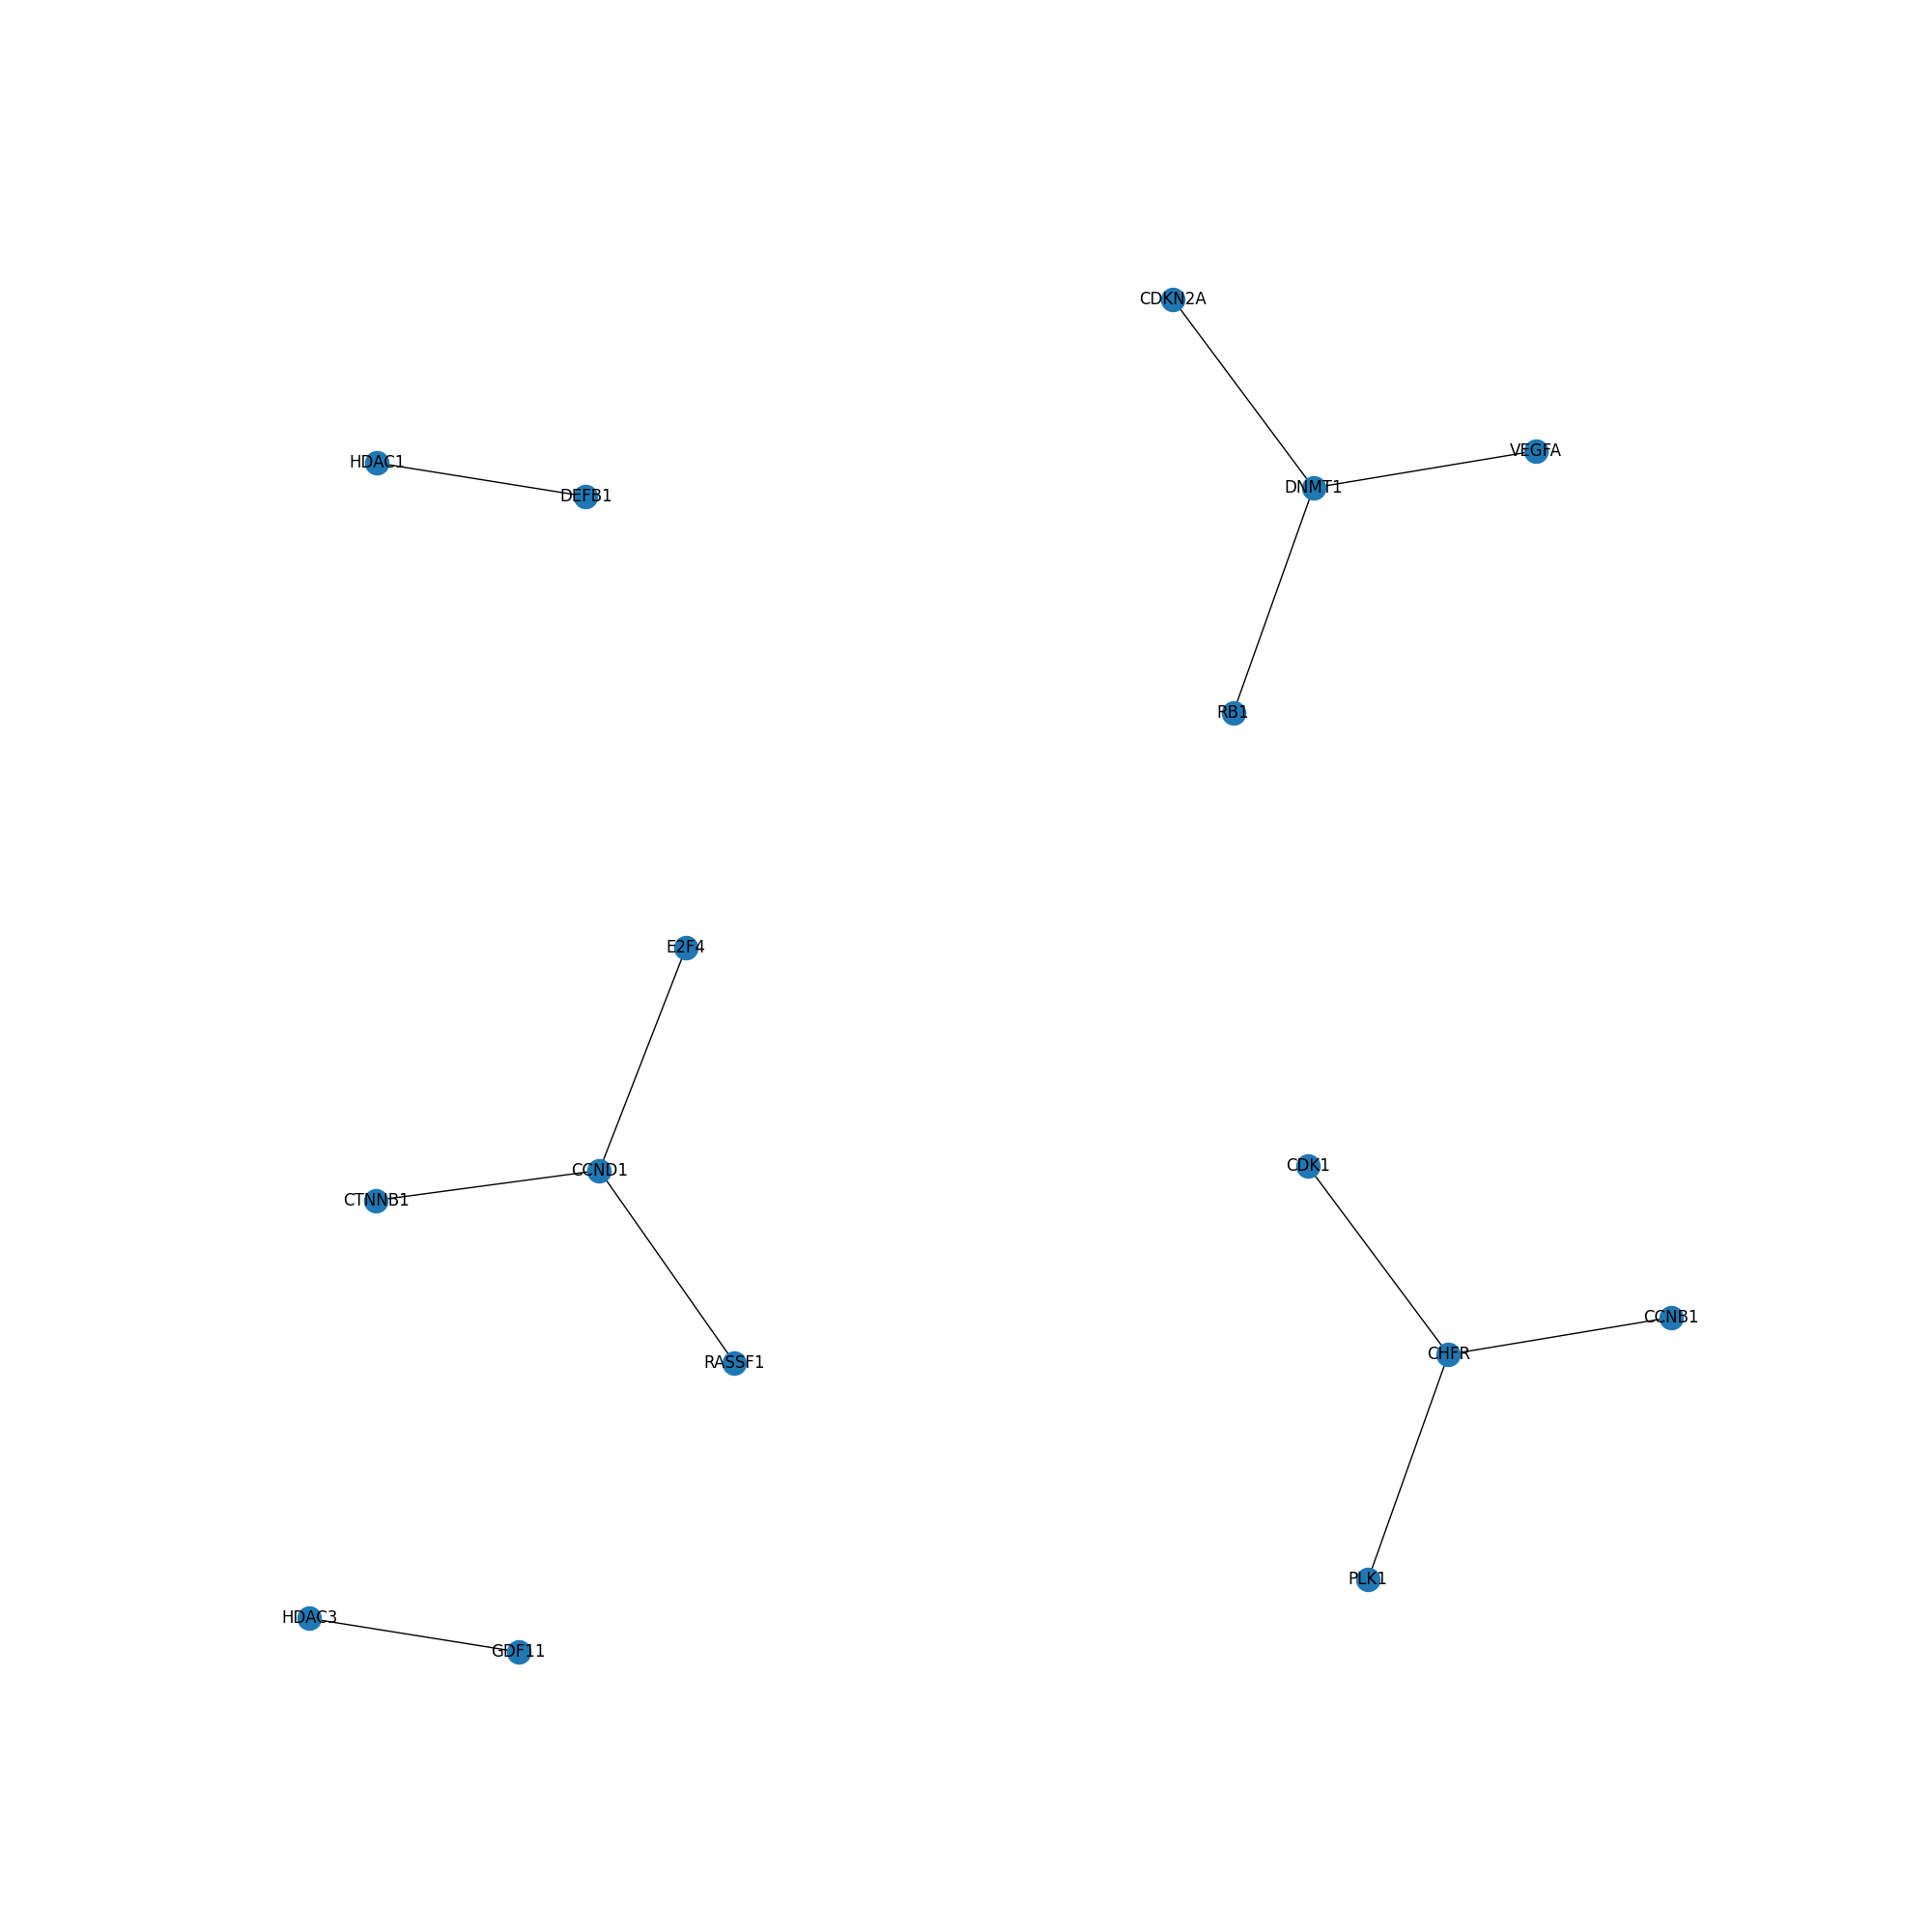 CDKN2A
VEGFA
HDAC1
DNMT1
DEFB1
RB1
E2F4
CDK1
CCND1
CTNNB1
CCNB1
CHFR
RASSF1
PLK1
HDAC3
GDF11